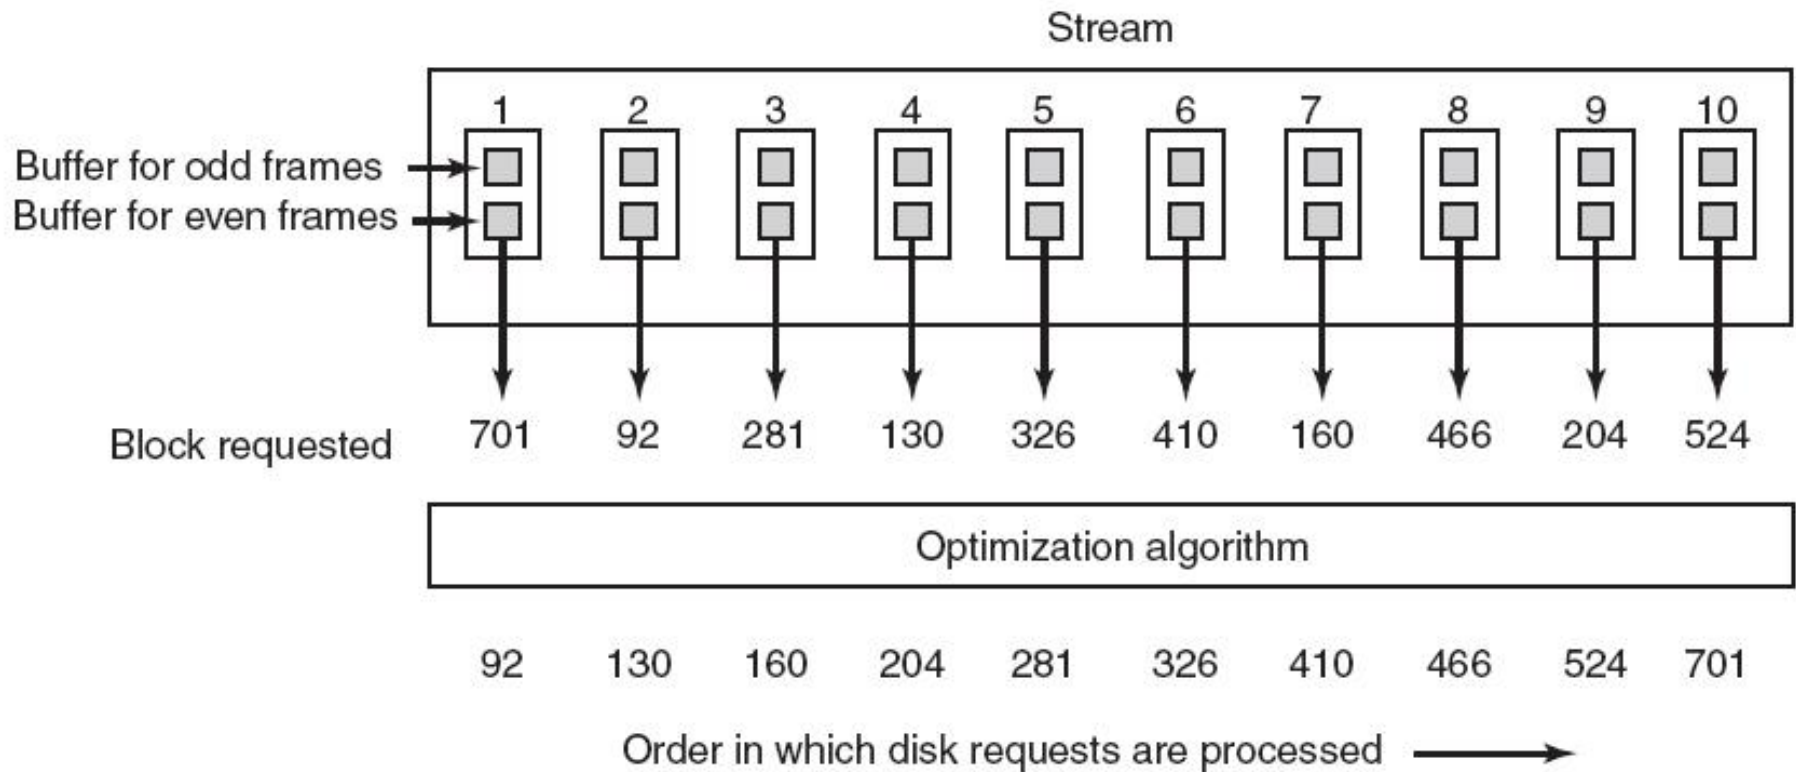 Stream
1 2 3 4 5 6 7 8 9 10
Buffer for odd frames
Buffer for even frames
Block requested 701 92 281 130 326 410 160 466 204 524
Optimization algorithm
92 130 160 204 281 326 410 466 524 701
Order in which disk requests are processed